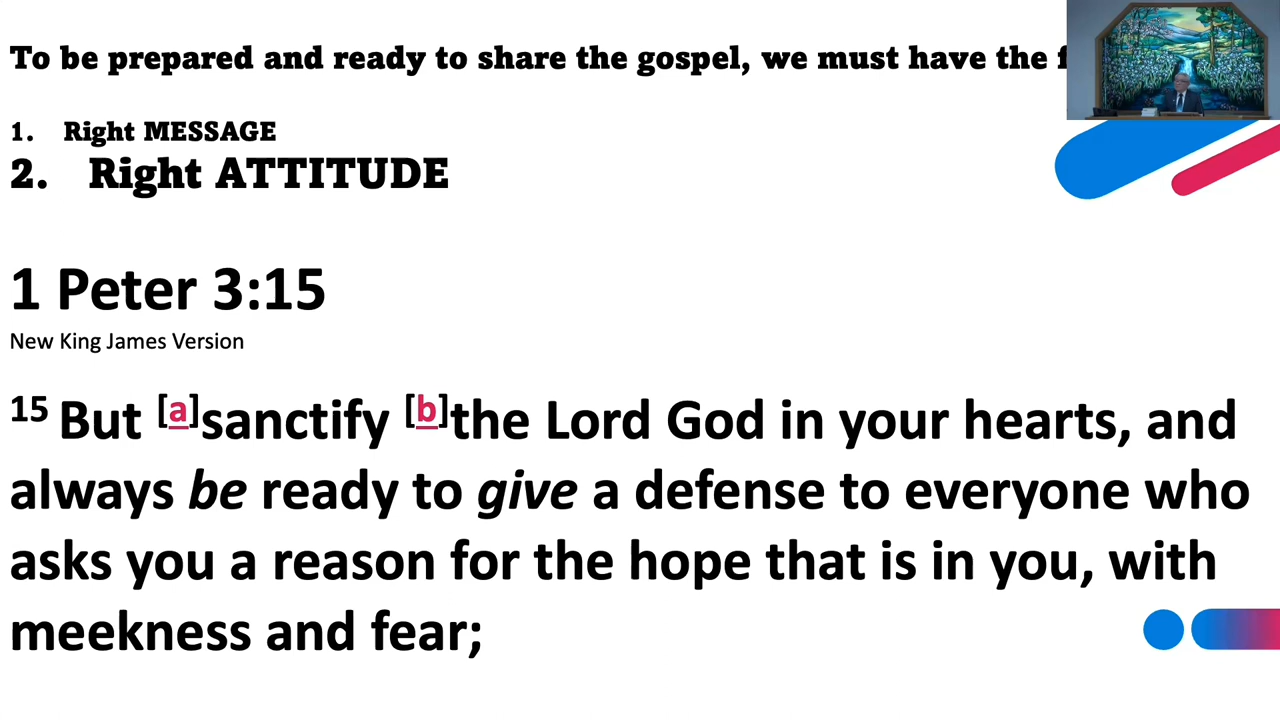 To be prepared and ready to share the gospel, we must have the
1. Right MESSAGE
2. Right ATTITUDE
1 Peter 3:15
New King James Version
15 But [a]sanctify [b]the Lord God in your hearts, and
always be ready to give a defense to everyone who
asks you a reason for the hope that is in you, with
meekness and fear;